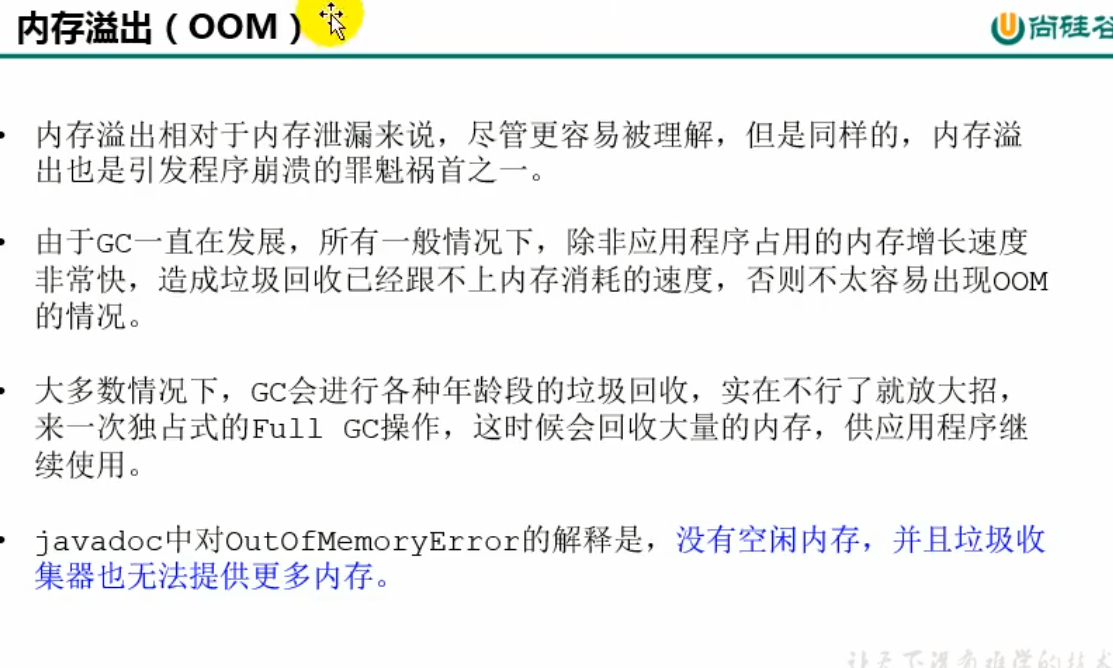 内存溢出（OOM）
尚硅谷
• 内存溢出相对于内存泄漏来说，尽管更容易被理解，但是同样的，内存溢
出也是引发程序崩溃的罪魁祸首之一。
• 由于GC一直在发展，所有一般情况下，除非应用程序占用的内存增长速度
非常快，造成垃圾回收已经跟不上内存消耗的速度，否则不太容易出现OOM
的情况。
• 大多数情况下，GC会进行各种年龄段的垃圾回收，实在不行了就放大招，
来一次独占式的Full GC操作，这时候会回收大量的内存，供应用程序继
续使用。
• javadoc中对OutOfMemoryError的解释是，没有空闲内存，并且垃圾收
集器也无法提供更多内存。
让天下没有难学的技术